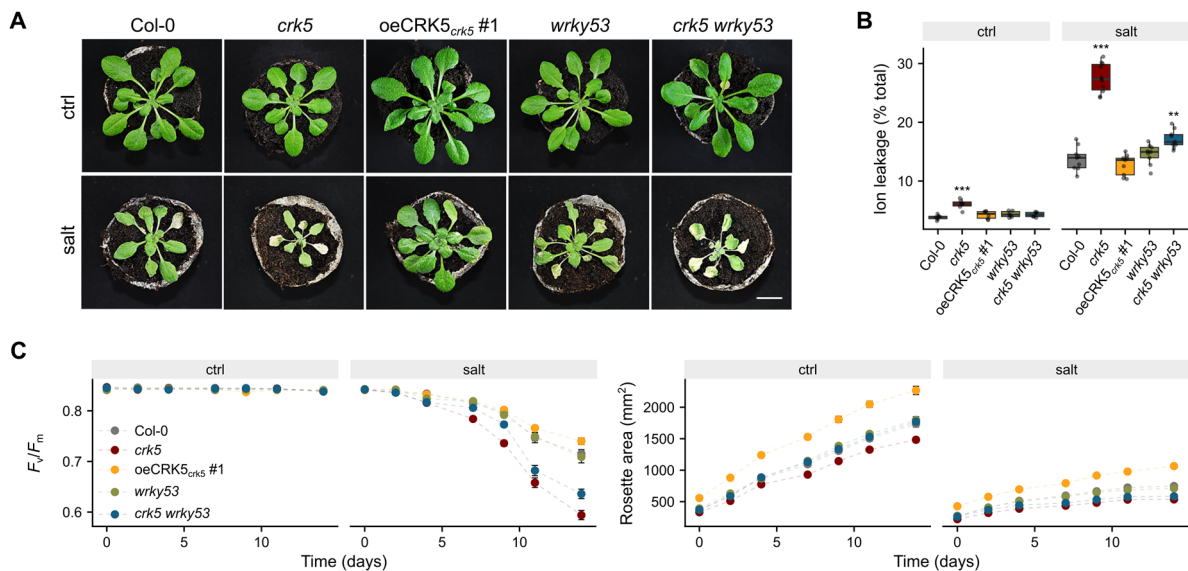 A
Col-0 crk5 oeCRK5crk5 #1 wrky53 crk5 wrky53
ctrl
salt
B
ctrl salt
Ion leakage (% total)
30
20
10
*** *** **
Col-0 crk5 oeCRK5crk5 #1 wrky53 crk5 wrky53
Col-0 crk5 oeCRK5crk5 #1 wrky53 crk5 wrky53
C
ctrl salt
Fv/Fm
0.8
0.7
0.6
Col-0
crk5
oeCRK5crk5 #1
wrky53
crk5 wrky53
0 5 10 0 5 10
Time (days)
ctrl salt
Rosette area (mm²)
2000
1500
1000
500
0 5 10 0 5 10
Time (days)